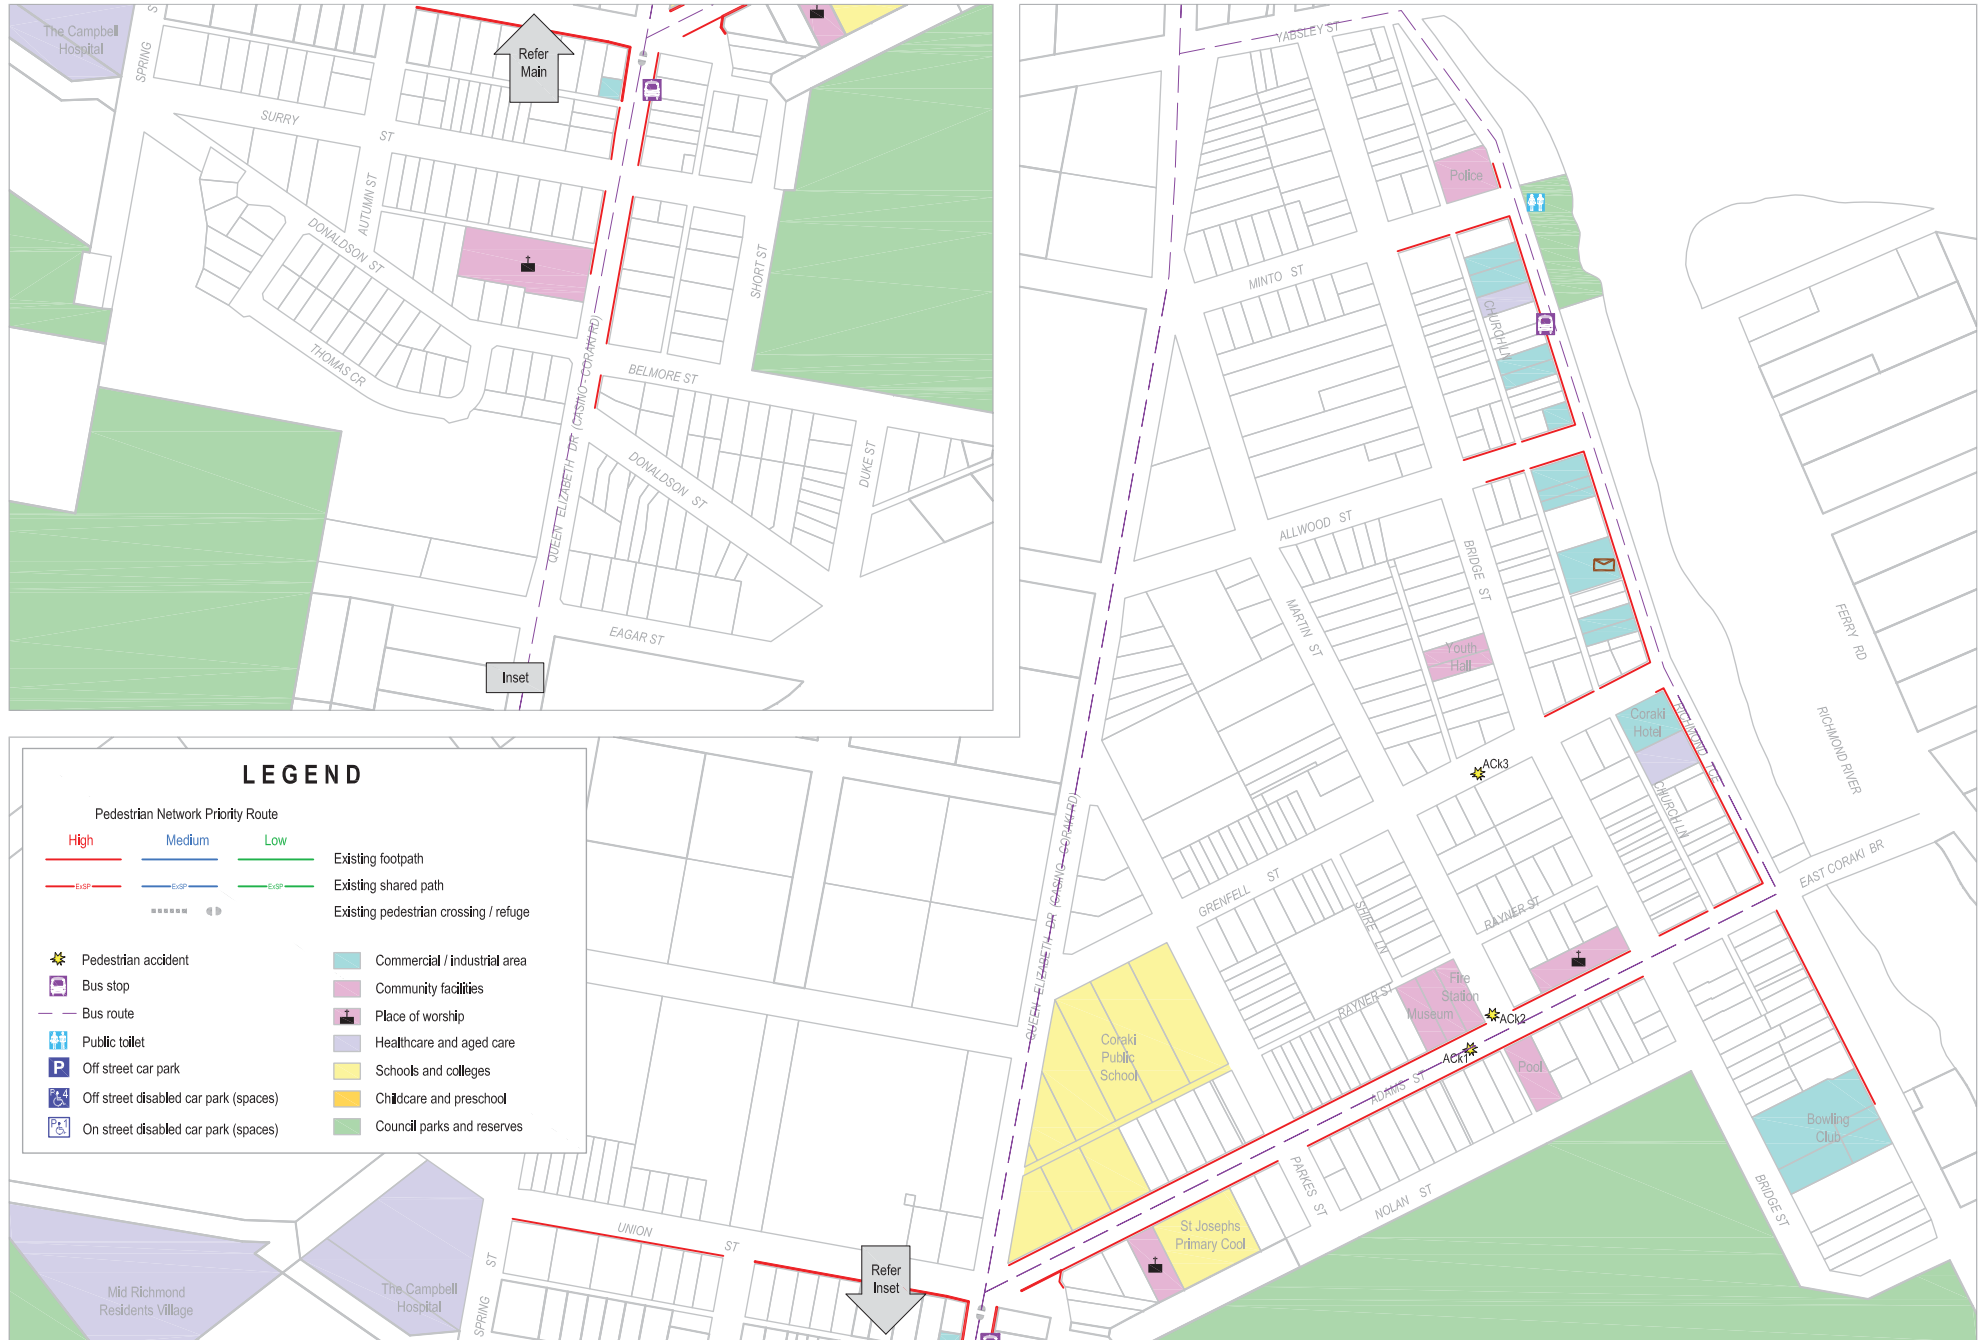 The Campbell
Hospital
SPRING
S
SURRY
ST
AUTUMN ST
DONALDSON ST
THOMAS CR
Refer
Main
SHORT ST
BELMORE ST
QUEEN ELIZABETH DR (CASINO - CORAKI RD)
DONALDSON ST
DUKE ST
EAGAR ST
Inset
YABSLEY ST
Police
MINTO ST
CHURCH LN
ALLWOOD ST
BRIDGE ST
MARTIN ST
Youth
Hall
FERRY RD
RICHMOND RIVER
Coraki
Hotel
RICHMOND TCE
CHURCH LN
ACk3
EAST CORAKI BR
QUEEN ELIZABETH DR (CASINO-CORAKI RD)
GRENFELL ST
SHIRE LN
RAYNER ST
RAYNER ST
Fire
Station
Museum
ACk2
ACk1
Pool
ADAMS ST
Coraki
Public
School
PARKES ST
NOLAN ST
BRIDGE ST
Bowling
Club
St Josephs
Primary Cool
LEGEND
Pedestrian Network Priority Route
High Medium Low
Existing footpath
ExSP ExSP ExSP Existing shared path
Existing pedestrian crossing / refuge
Pedestrian accident
Bus stop
Bus route
Public toilet
P Off street car park
P 4 Off street disabled car park (spaces)
P 1 On street disabled car park (spaces)
Commercial / industrial area
Community facilities
Place of worship
Healthcare and aged care
Schools and colleges
Childcare and preschool
Council parks and reserves
UNION ST
SPRING ST
Mid Richmond
Residents Village
The Campbell
Hospital
Refer
Inset